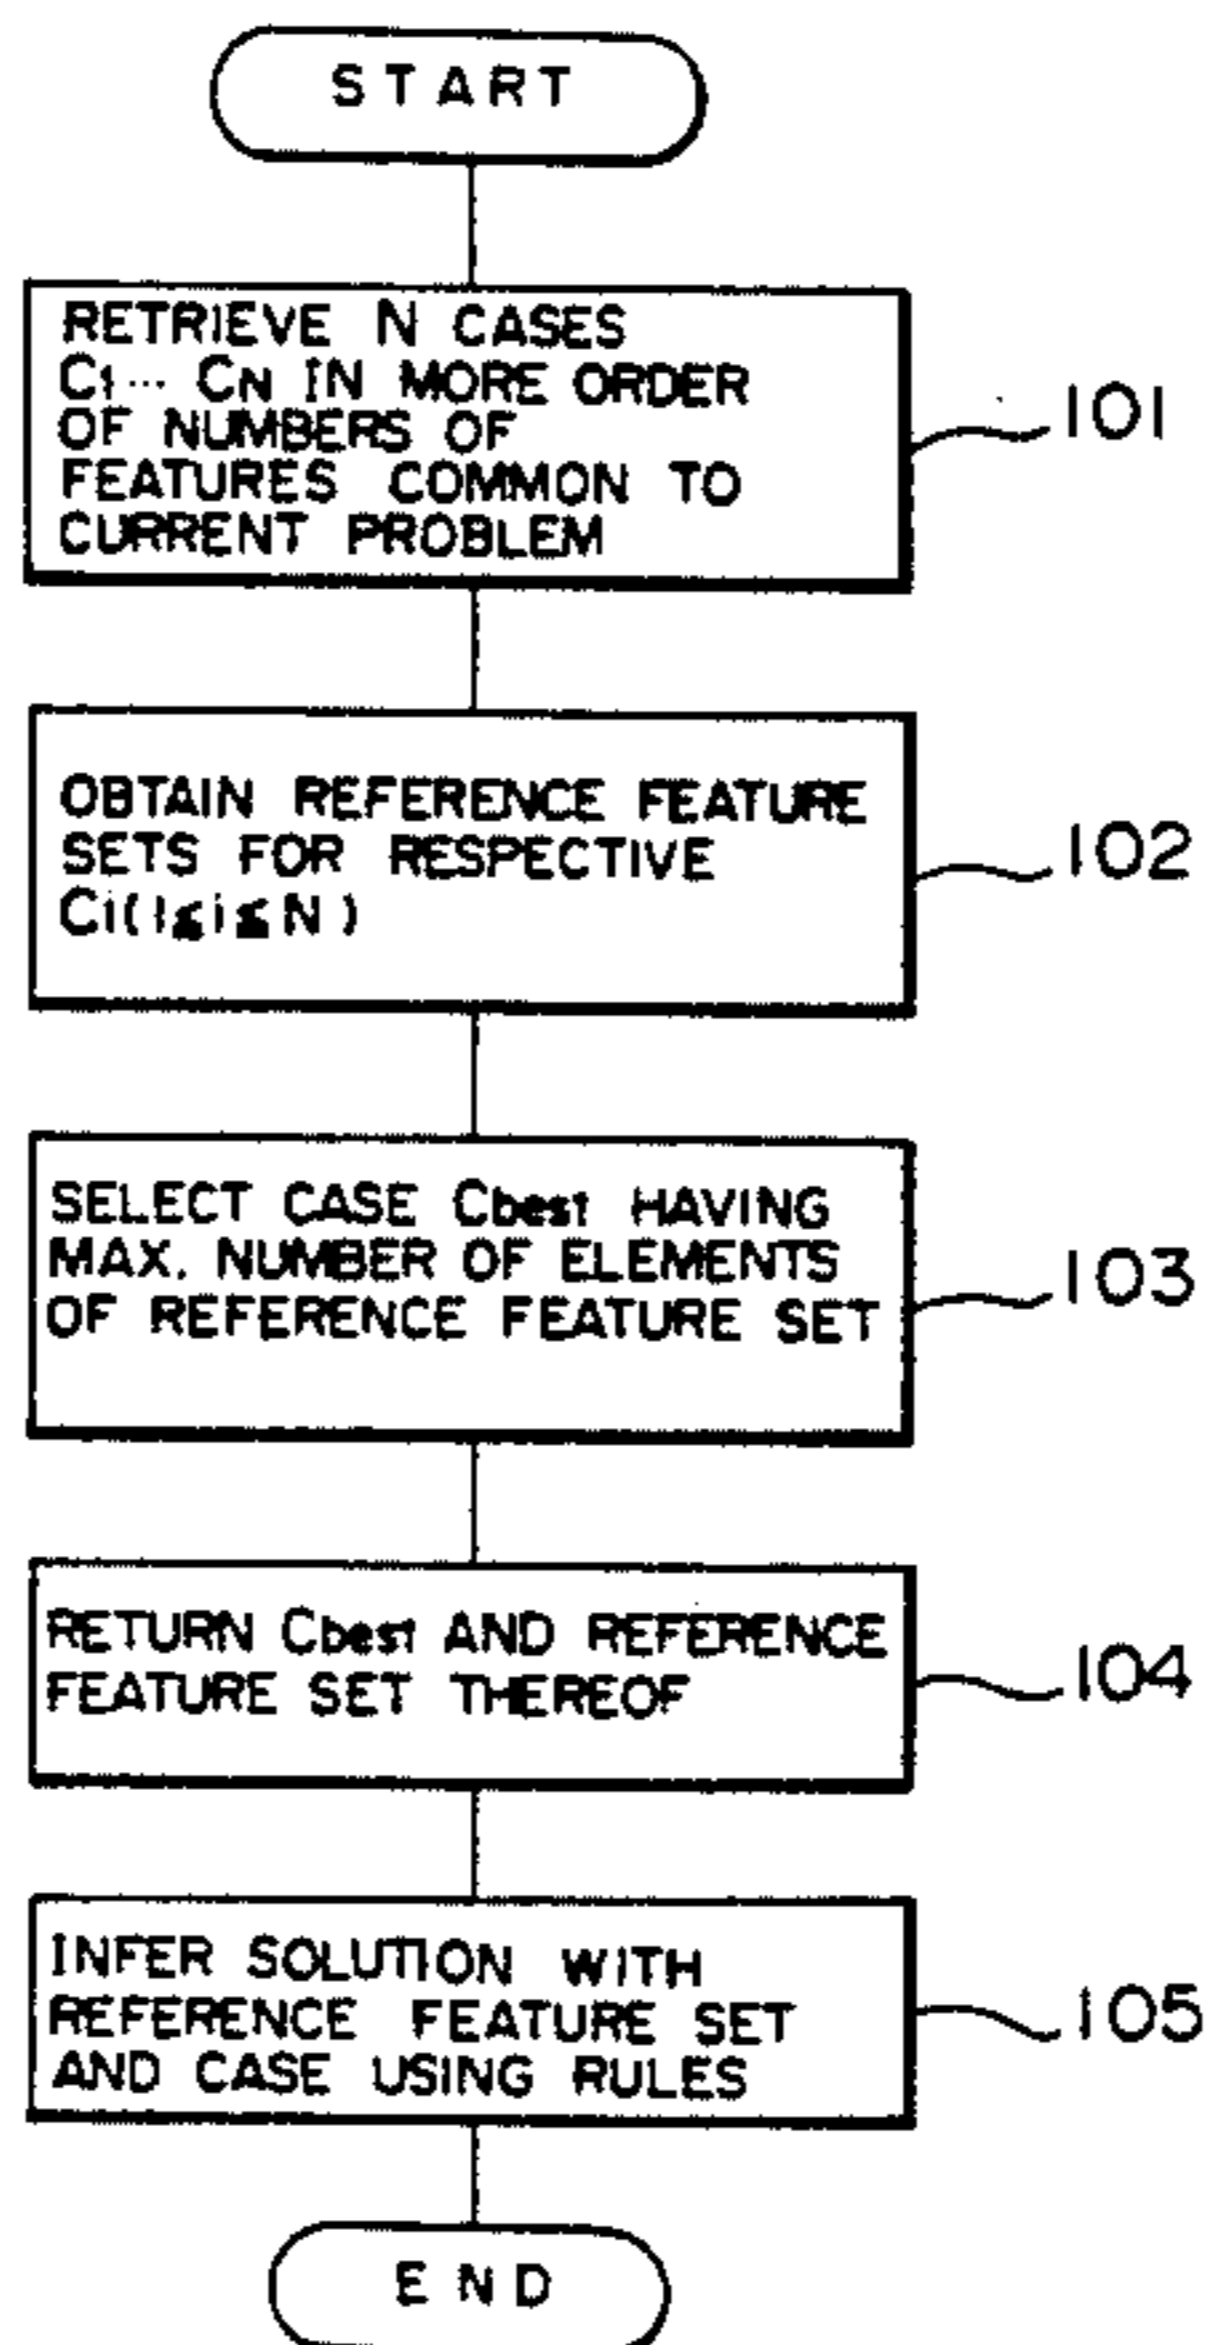 START
RETRIEVE N CASES
C1... CN IN MORE ORDER
OF NUMBERS OF
FEATURES COMMON TO
CURRENT PROBLEM
101
OBTAIN REFERENCE FEATURE
SETS FOR RESPECTIVE
Ci(1≦i≦N)
102
SELECT CASE Cbest HAVING
MAX. NUMBER OF ELEMENTS
OF REFERENCE FEATURE SET
103
RETURN Cbest AND REFERENCE
FEATURE SET THEREOF
104
INFER SOLUTION WITH
REFERENCE FEATURE SET
AND CASE USING RULES
105
END